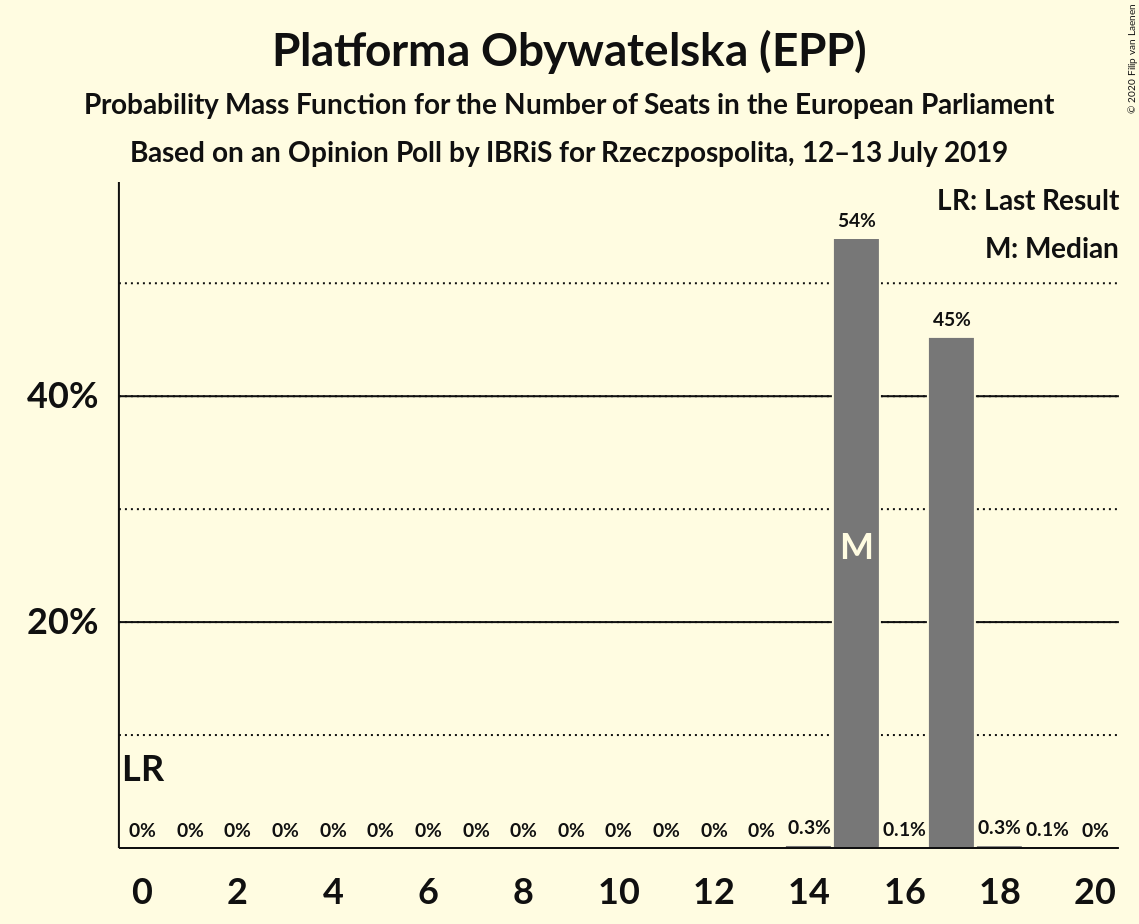 Platforma Obywatelska (EPP)
Probability Mass Function for the Number of Seats in the European Parliament
Based on an Opinion Poll by IBRiS for Rzeczpospolita, 12–13 July 2019
© 2020 Filip van Laenen
LR: Last Result
M: Median
54%
45%
40%
M
20%
LR
0% 0% 0% 0% 0% 0% 0% 0% 0% 0% 0% 0% 0% 0% 0.3% 0.1% 0.3% 0.1% 0%
0 2 4 6 8 10 12 14 16 18 20